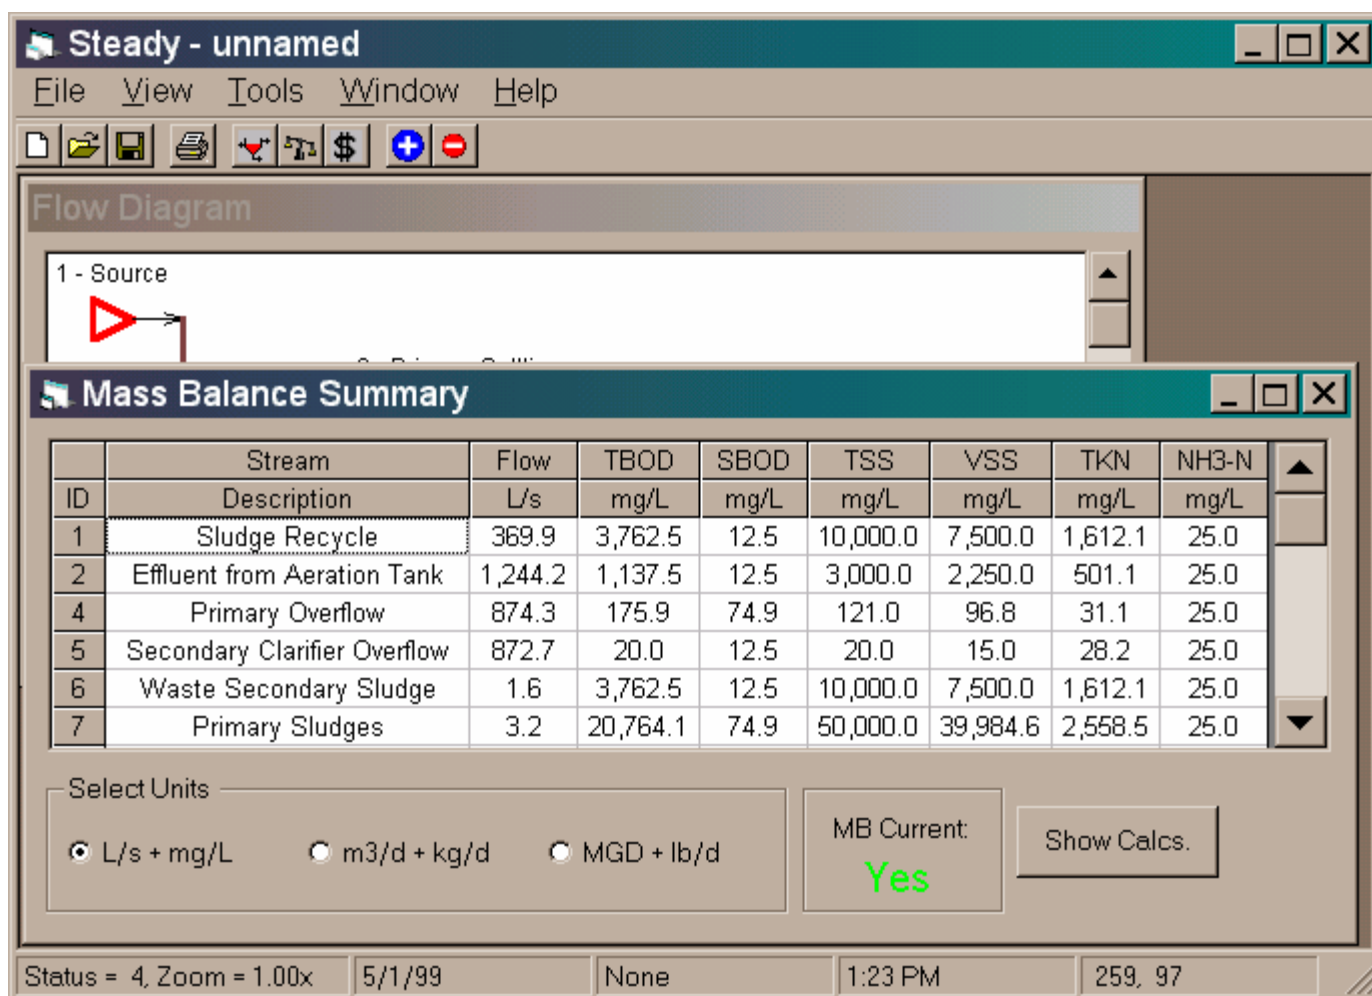 Steady - unnamed
File View Tools Window Help
Flow Diagram
1 - Source
Mass Balance Summary
Stream Flow TBOD SBOD TSS VSS TKN NH3-N
ID Description L/s mg/L mg/L mg/L mg/L mg/L mg/L
1 Sludge Recycle 369.9 3,762.5 12.5 10,000.0 7,500.0 1,612.1 25.0
2 Effluent from Aeration Tank 1,244.2 1,137.5 12.5 3,000.0 2,250.0 501.1 25.0
4 Primary Overflow 874.3 175.9 74.9 121.0 96.8 31.1 25.0
5 Secondary Clarifier Overflow 872.7 20.0 12.5 20.0 15.0 28.2 25.0
6 Waste Secondary Sludge 1.6 3,762.5 12.5 10,000.0 7,500.0 1,612.1 25.0
7 Primary Sludges 3.2 20,764.1 74.9 50,000.0 39,984.6 2,558.5 25.0
Select Units
L/s + mg/L m3/d + kg/d MGD + lb/d
MB Current:
Yes
Show Calcs.
Status = 4, Zoom = 1.00x 5/1/99 None 1:23 PM 259, 97